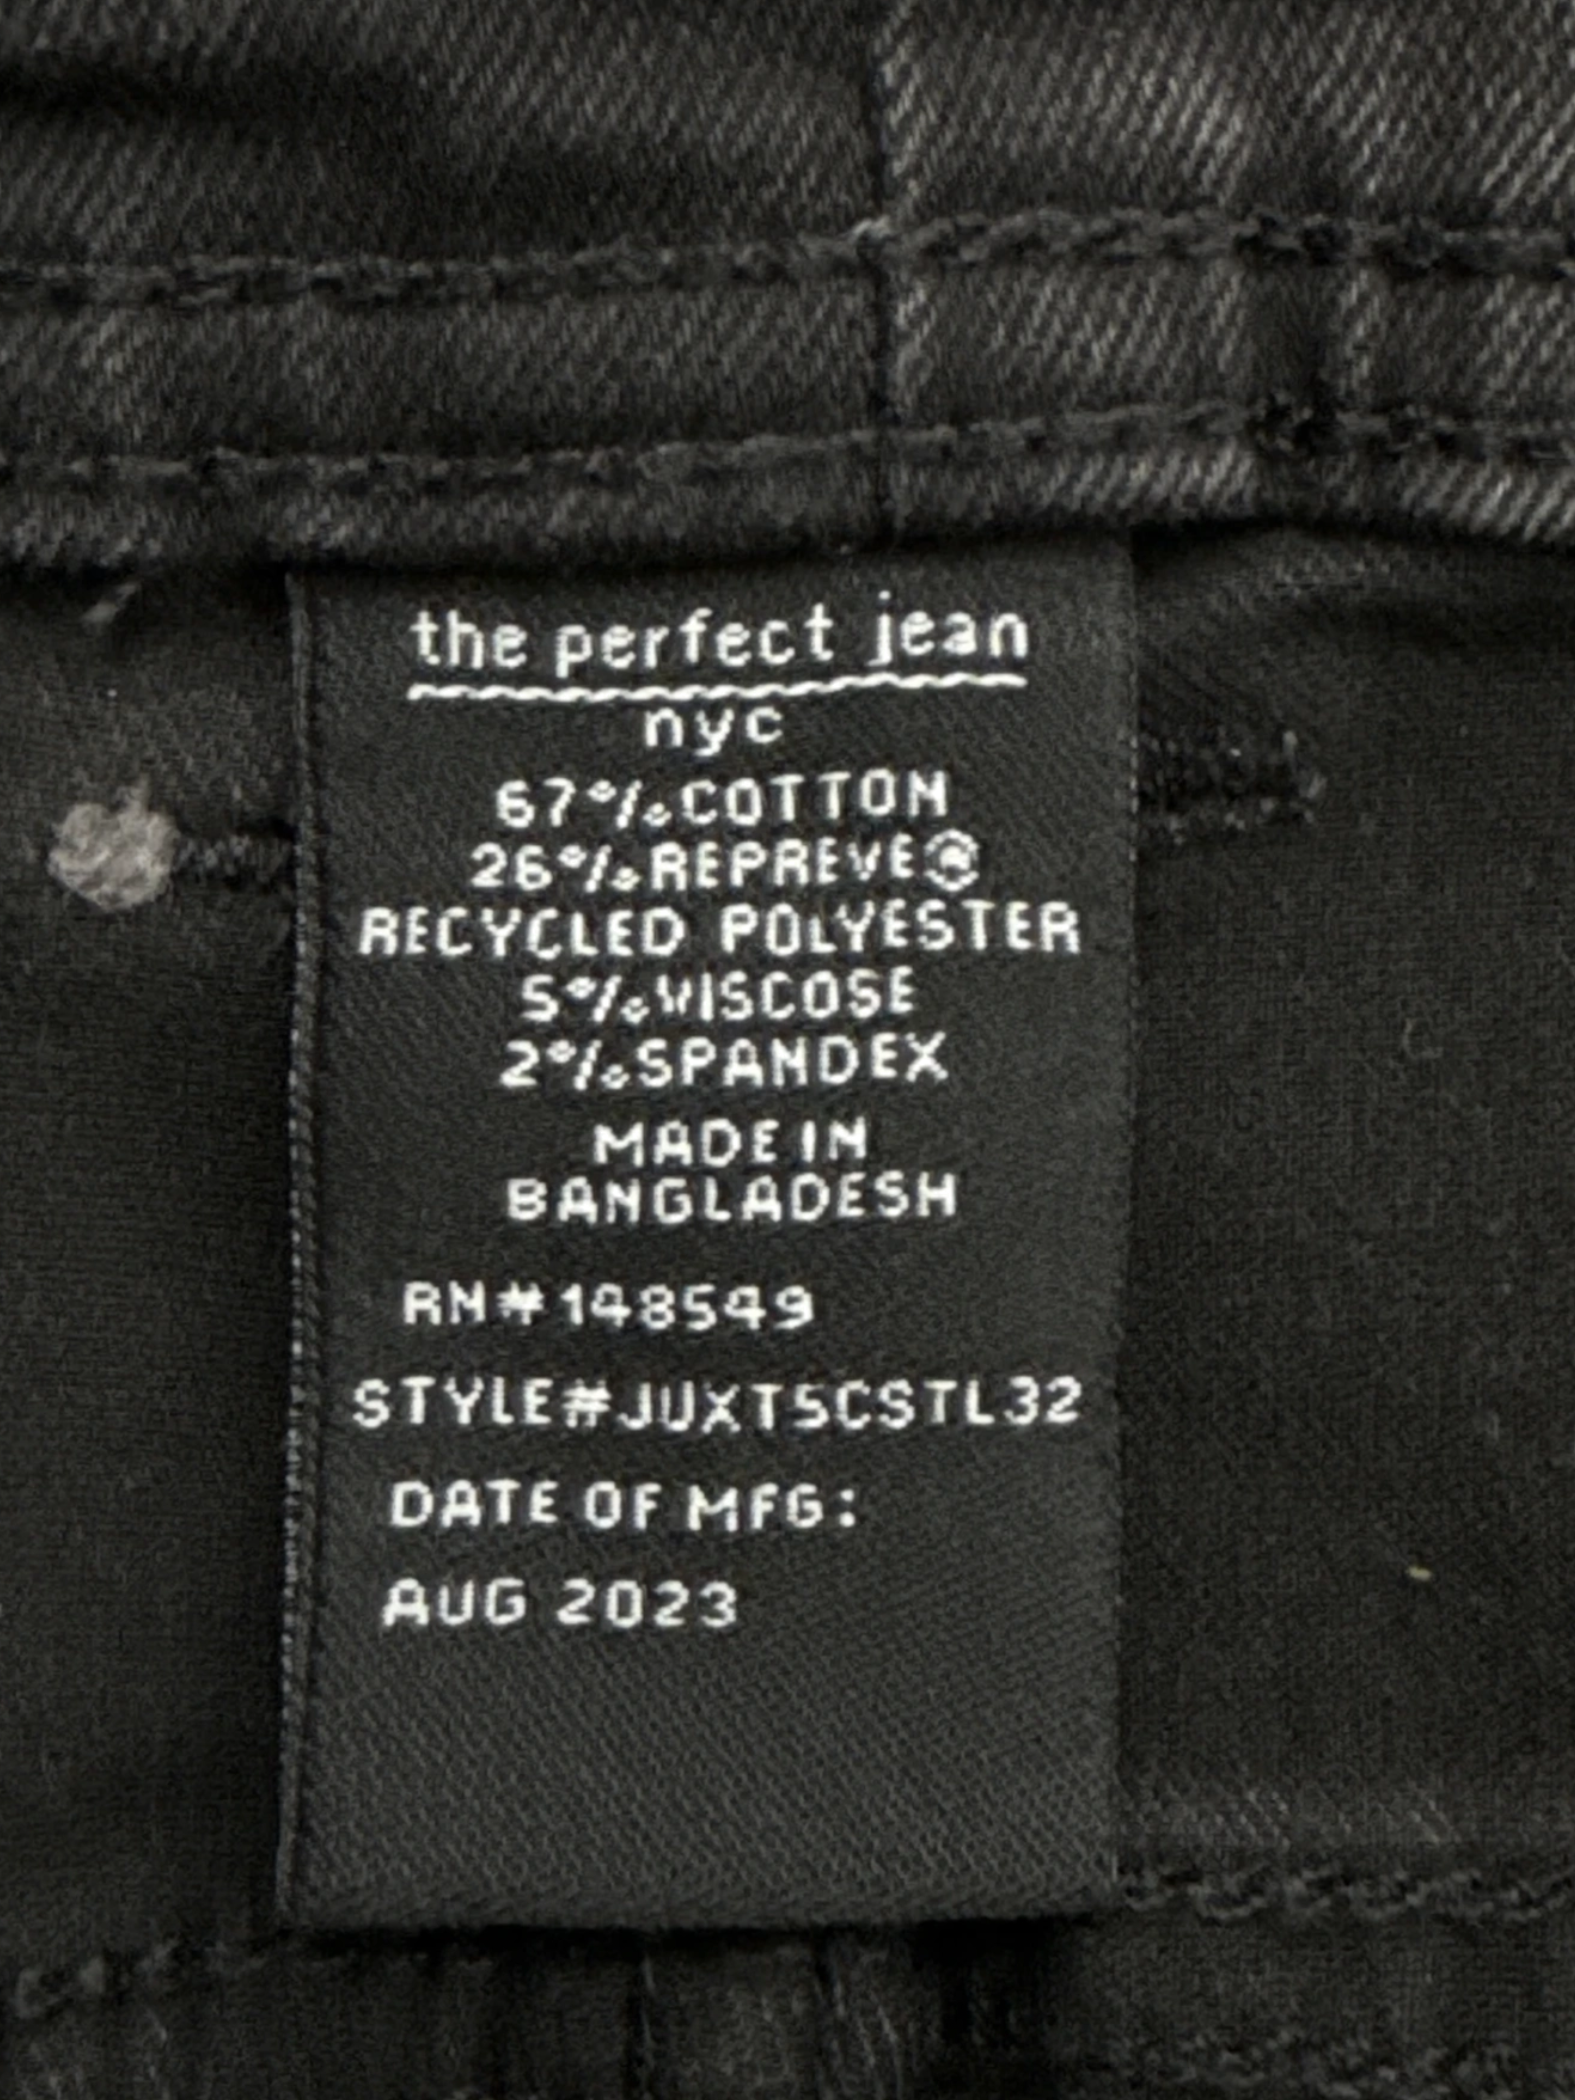 the perfect jean
nyc
67%COTTON
26%REPREVE®
RECYCLED POLYESTER
5%VISCOSE
2%SPANDEX
MADE IN
BANGLADESH
RN#148549
STYLE#JUXT5CSTL32
DATE OF MFG:
AUG 2023